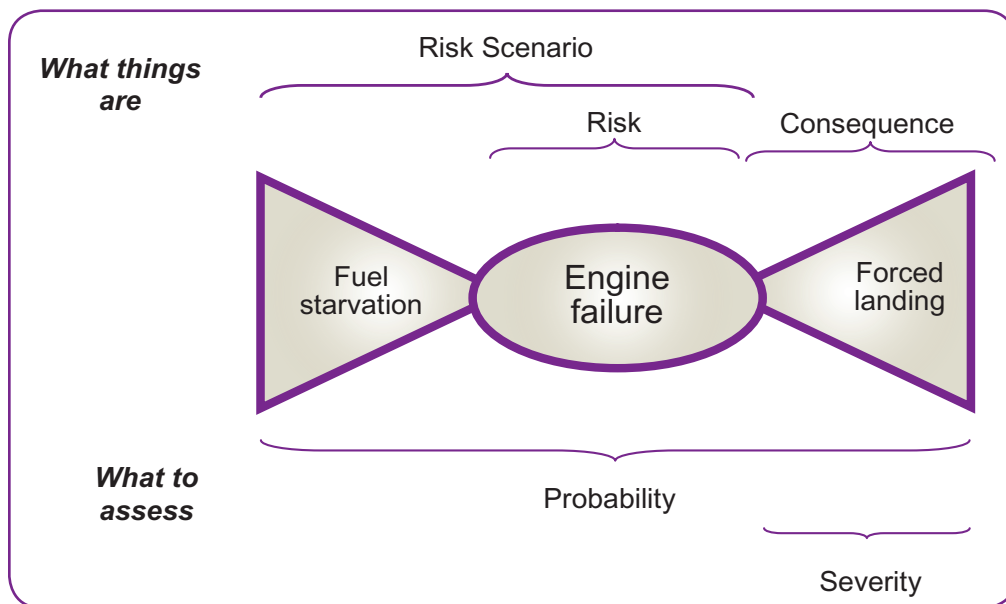 Risk Scenario
What things
are
Risk
Consequence
Fuel
starvation
Engine
failure
Forced
landing
What to
assess
Probability
Severity